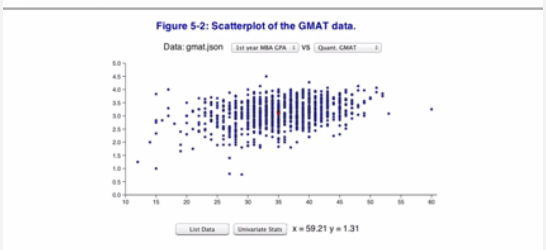 Figure 5-2: Scatterplot of the GMAT data.
Data: gmat.json 1st year MBA GPA vs Quant. GMAT
5.0
4.5
4.0
3.5
3.0
2.5
2.0
1.5
1.0
0.5
0.0
10 15 20 25 30 35 40 45 50 55 60
List Data Univariate Stats x = 59.21 y = 1.31